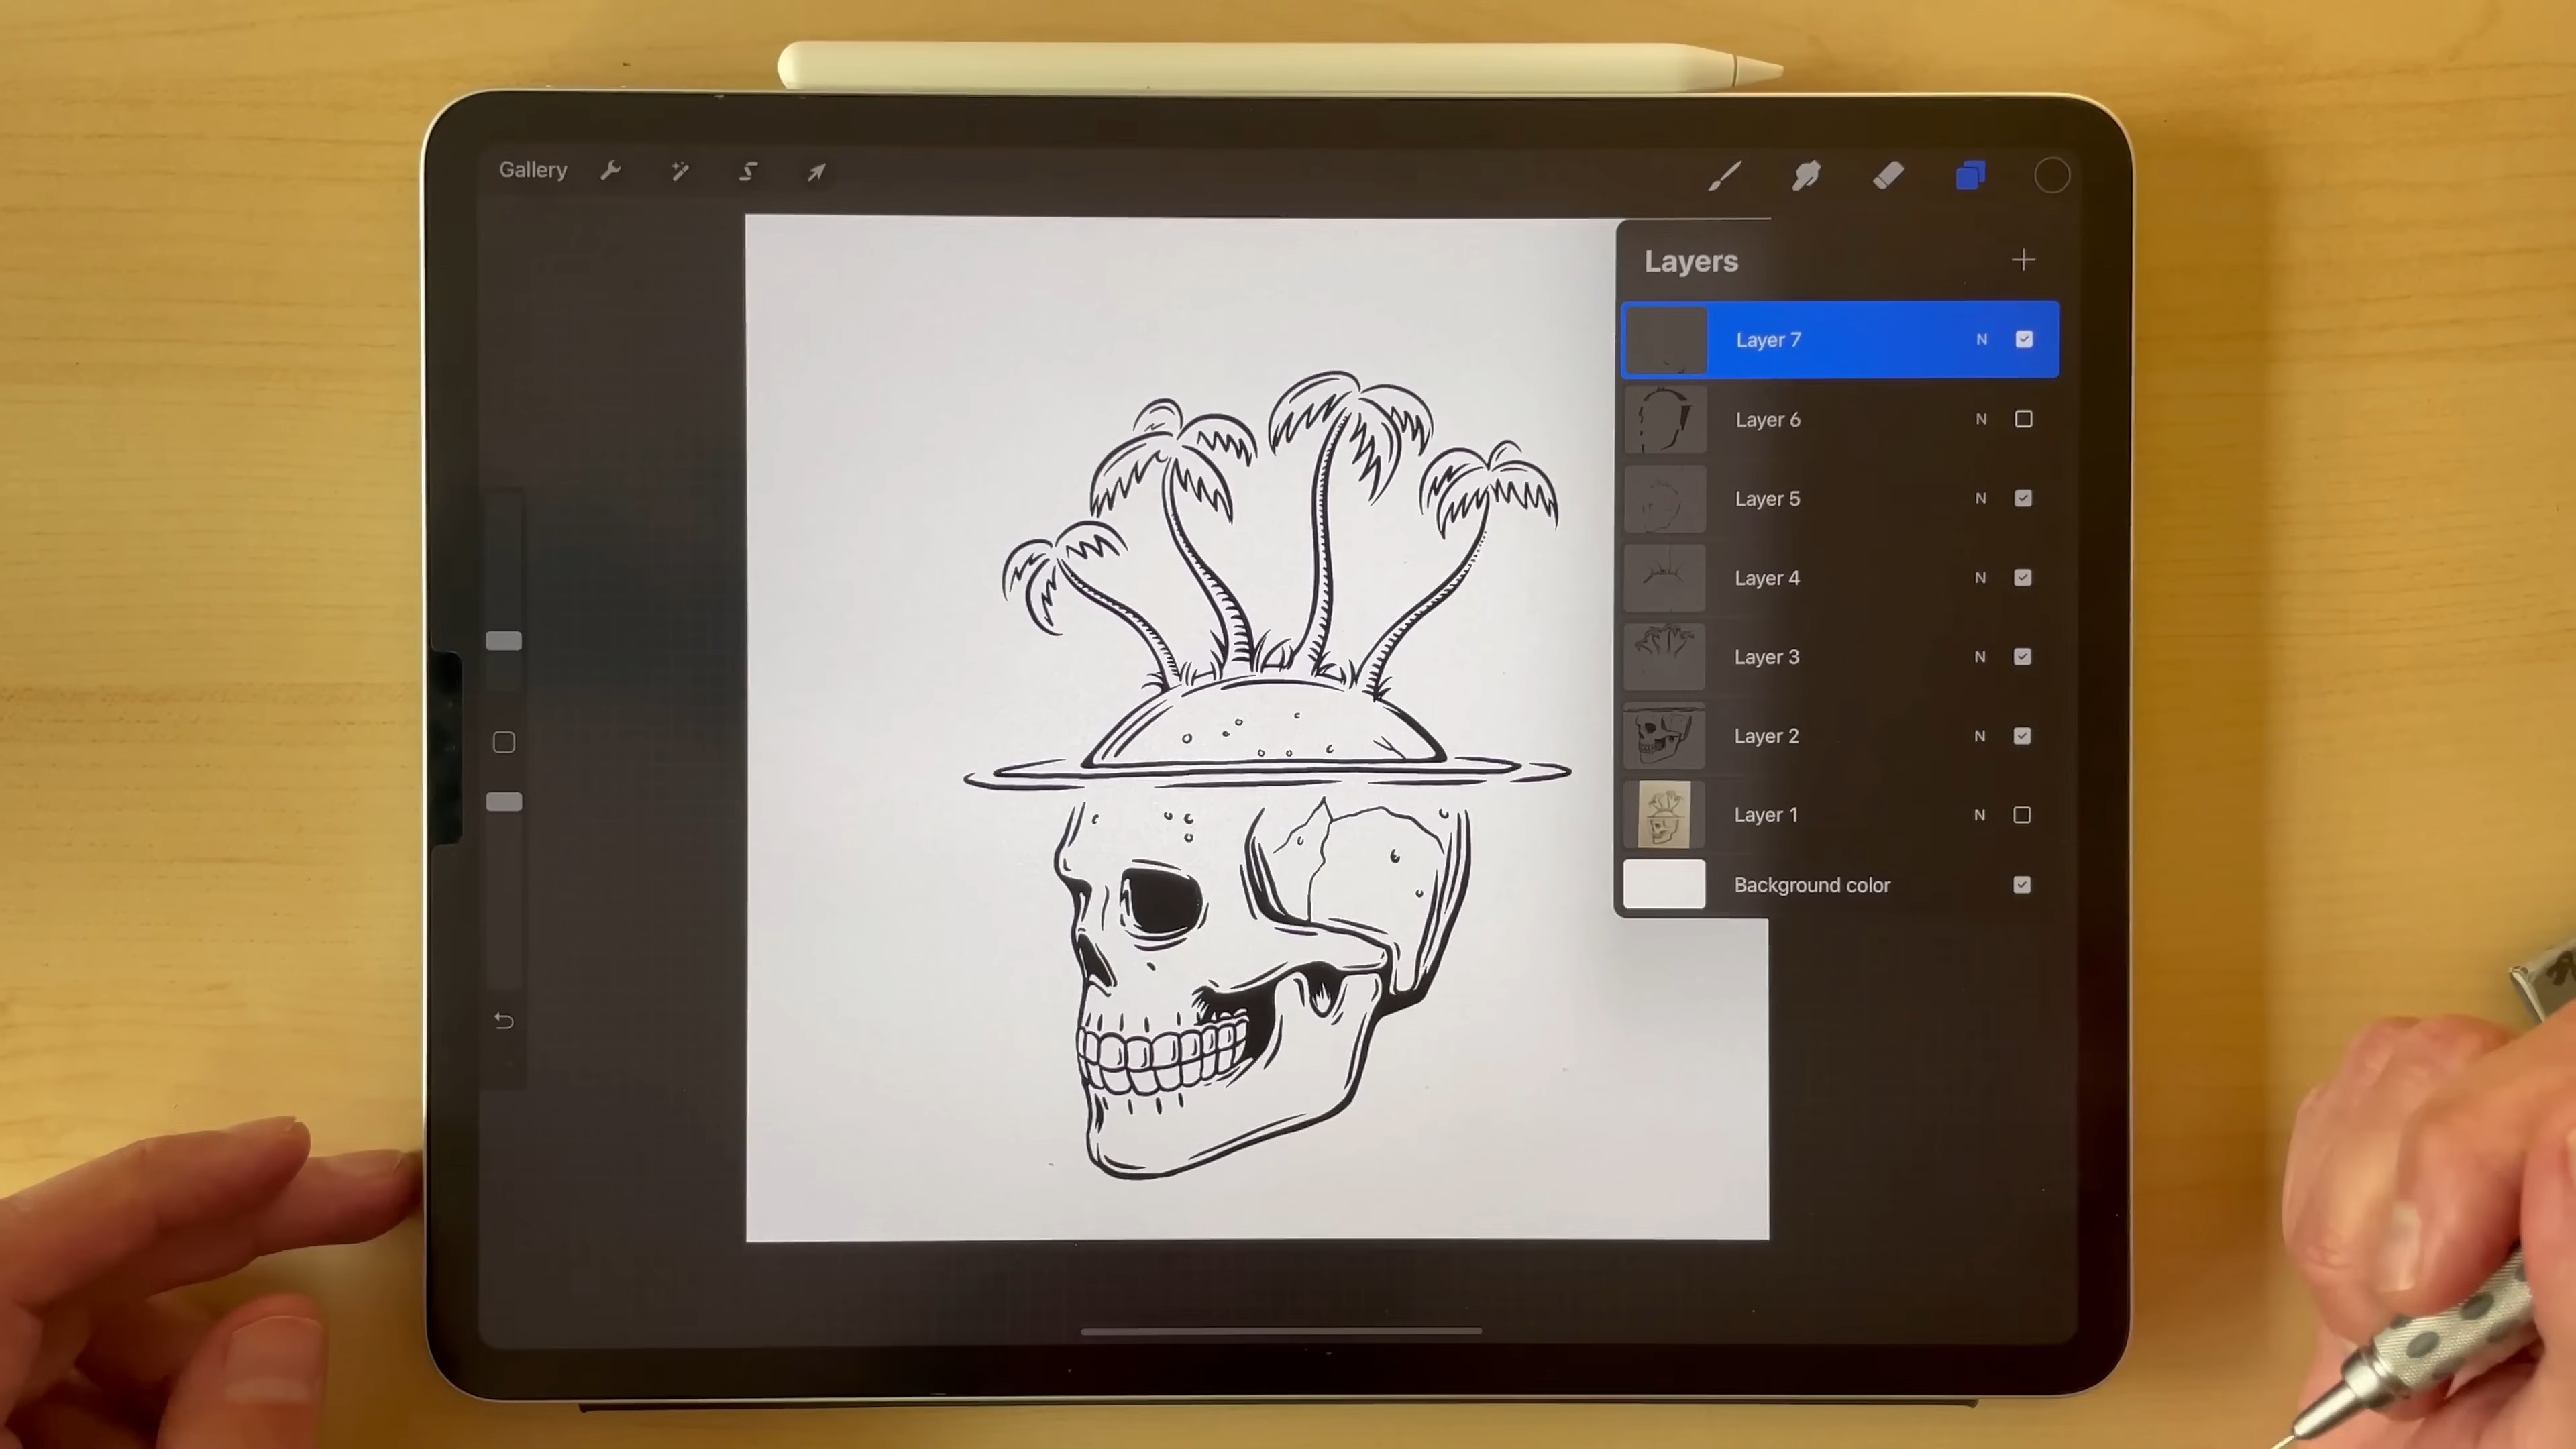 Gallery
Layers
Layer 7 N
Layer 6 N
Layer 5 N
Layer 4 N
Layer 3 N
Layer 2 N
Layer 1 N
Background color